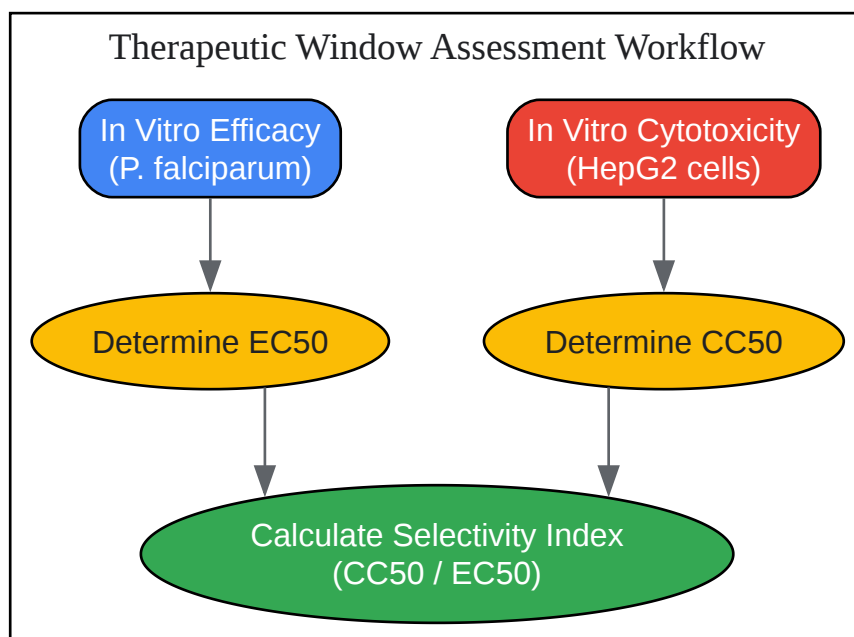 Therapeutic Window Assessment Workflow
In Vitro Efficacy
(P. falciparum)
In Vitro Cytotoxicity
(HepG2 cells)
Determine EC50
Determine CC50
Calculate Selectivity Index
(CC50 / EC50)